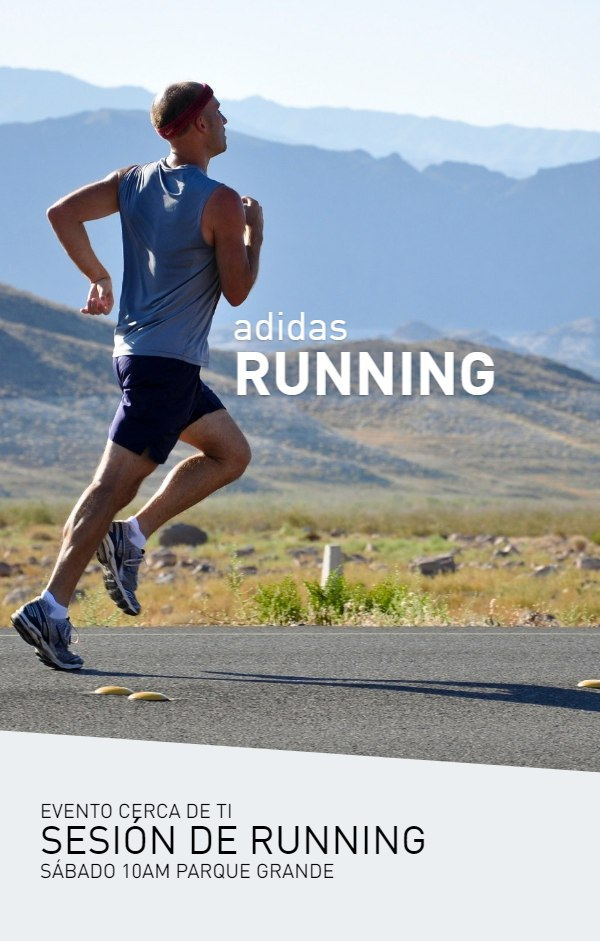 adidas
RUNNING
EVENTO CERCA DE TI
SESIÓN DE RUNNING
SÁBADO 10AM PARQUE GRANDE